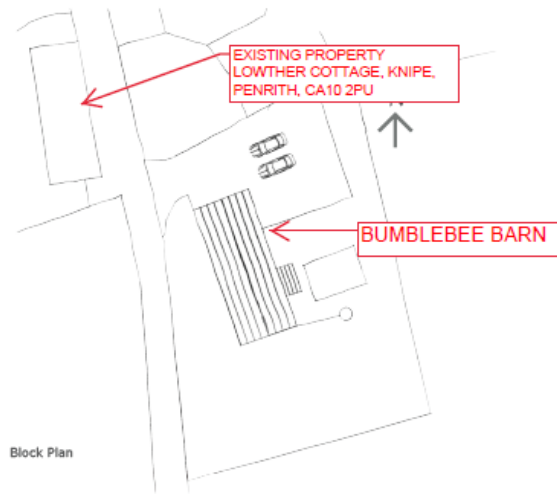 EXISTING PROPERTY
LOWTHER COTTAGE, KNIPE,
PENRITH, CA10 2PU
BUMBLEBEE BARN
Block Plan